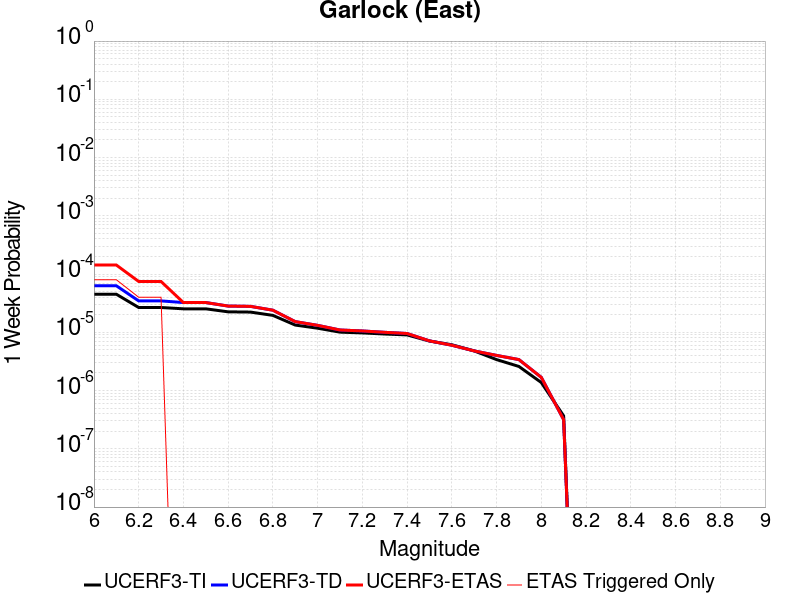 Garlock (East)
10^0
10^-1
10^-2
10^-3
10^-4
10^-5
10^-6
10^-7
10^-8
1 Week Probability
6 6.2 6.4 6.6 6.8 7 7.2 7.4 7.6 7.8 8 8.2 8.4 8.6 8.8 9
Magnitude
UCERF3-TI UCERF3-TD UCERF3-ETAS ETAS Triggered Only